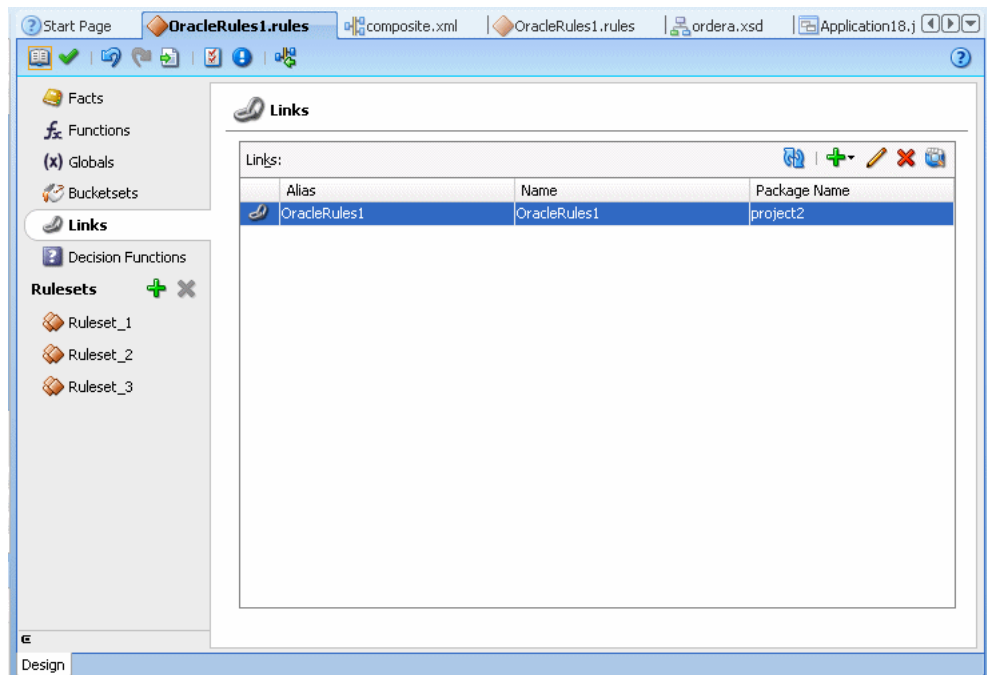 Start Page OracleRules1.rules composite.xml OracleRules1.rules ordera.xsd Application18.j
Facts
Functions
(x) Globals
Bucketsets
Links
Decision Functions
Rulesets
Ruleset_1
Ruleset_2
Ruleset_3
Links
Links:
Alias Name Package Name
OracleRules1 OracleRules1 project2
Design